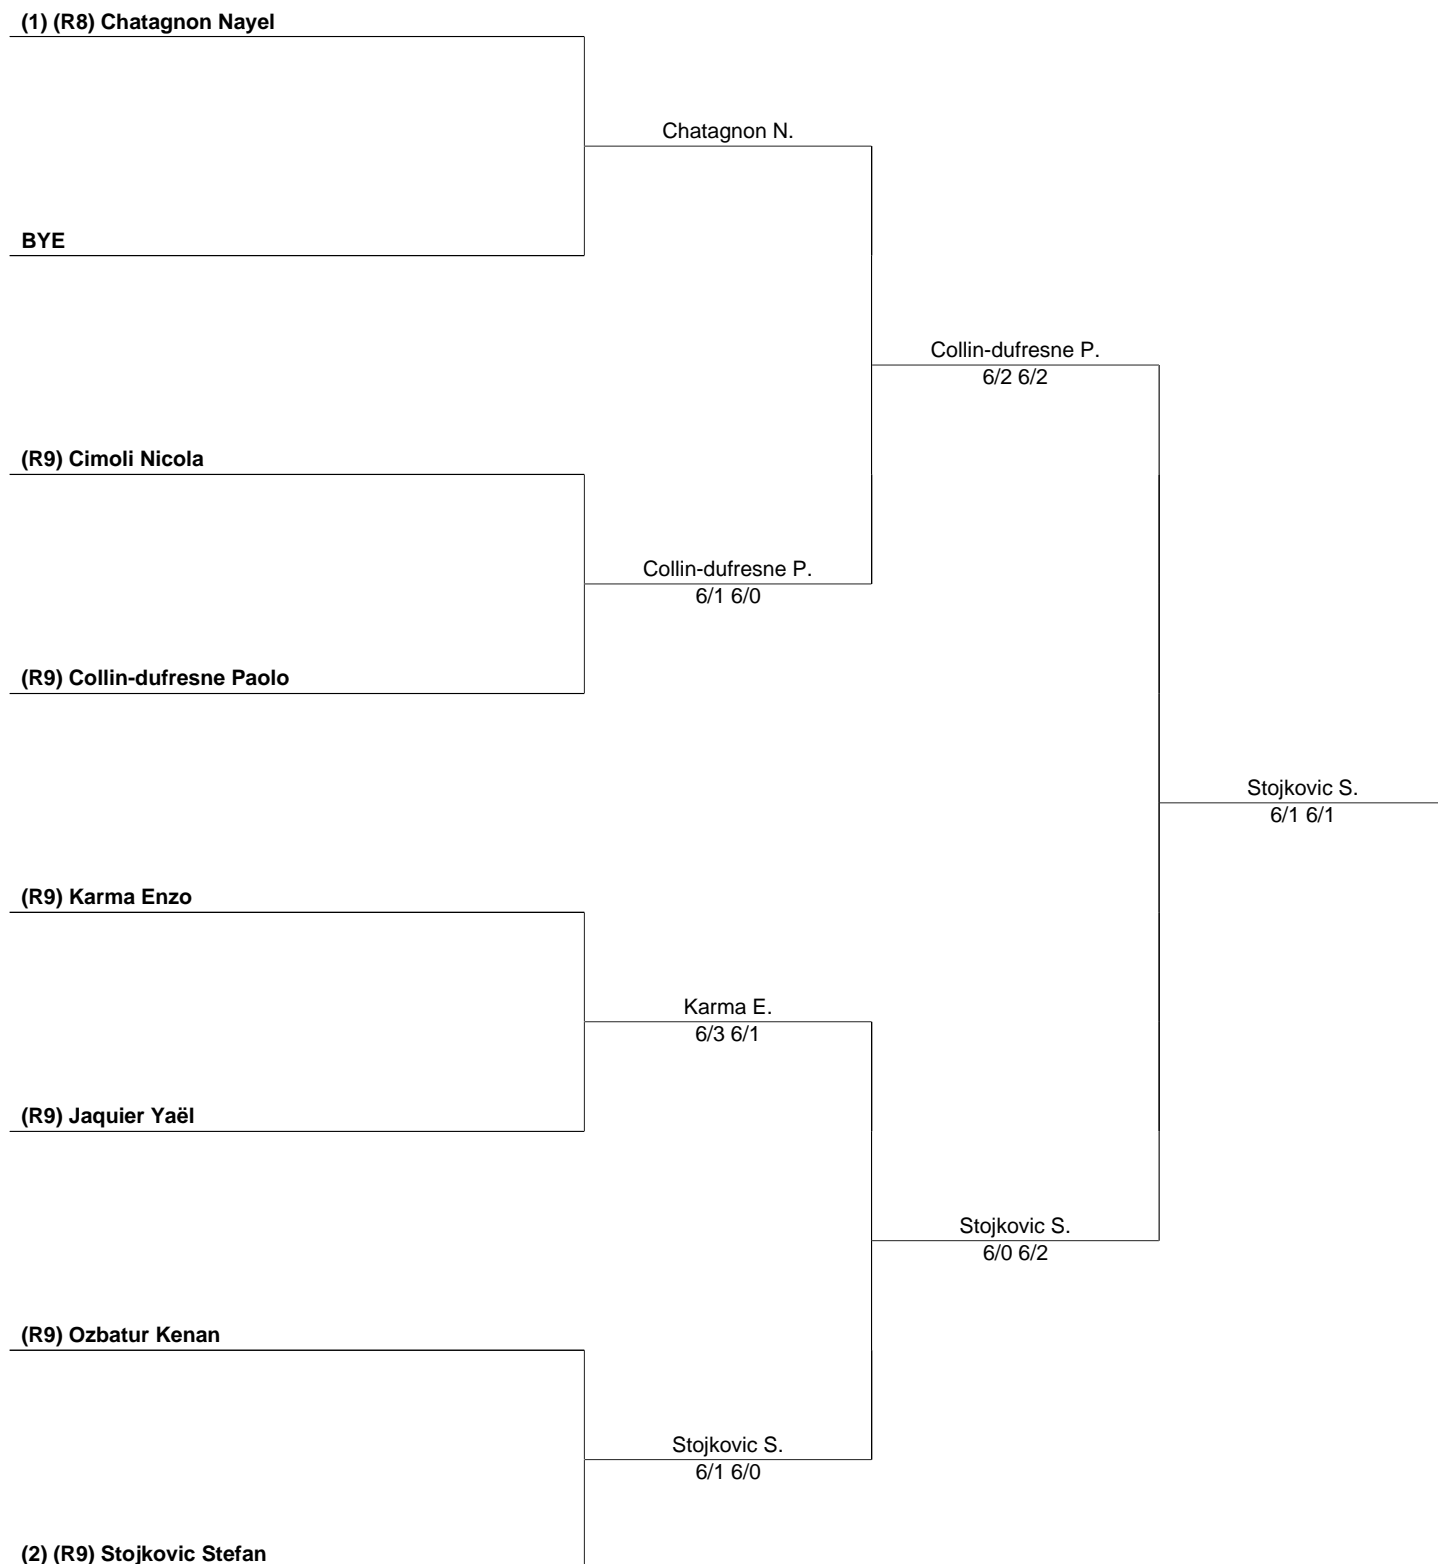 (1) (R8) Chatagnon Nayel
Chatagnon N.
BYE
Collin-dufresne P.
6/2 6/2
(R9) Cimoli Nicola
Collin-dufresne P.
6/1 6/0
(R9) Collin-dufresne Paolo
Stojkovic S.
6/1 6/1
(R9) Karma Enzo
Karma E.
6/3 6/1
(R9) Jaquier Yaël
Stojkovic S.
6/0 6/2
(R9) Ozbatur Kenan
Stojkovic S.
6/1 6/0
(2) (R9) Stojkovic Stefan